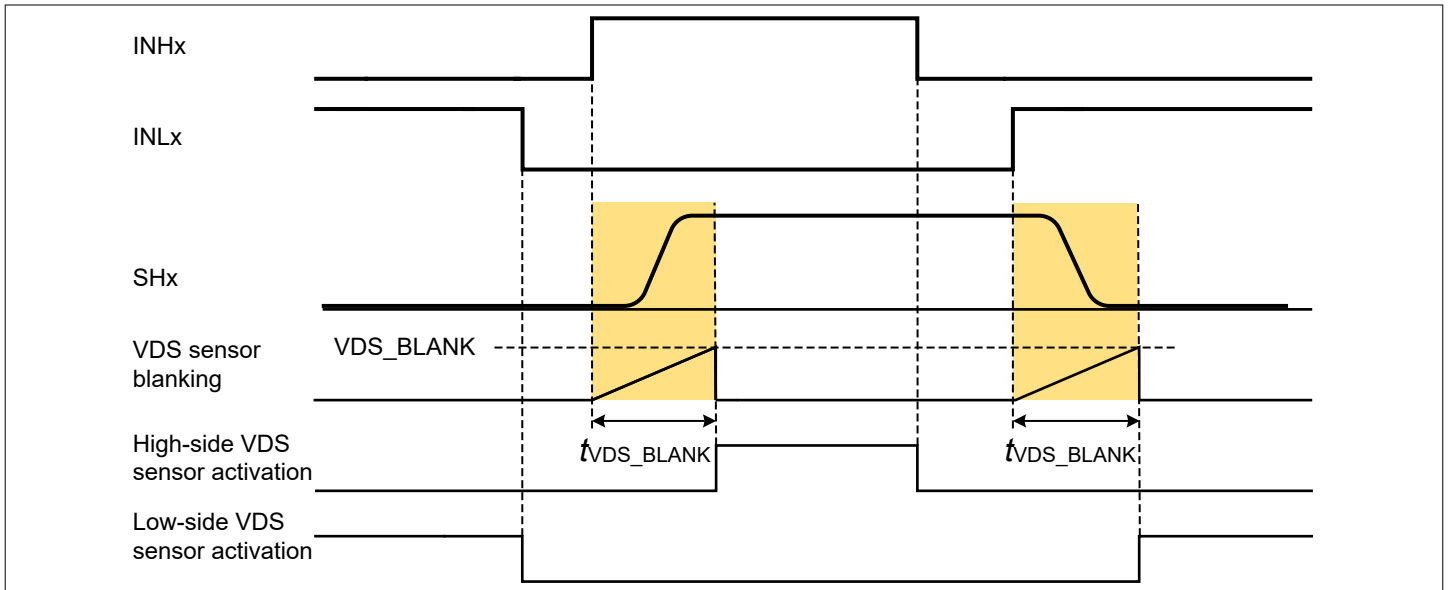 INHx
INLx
SHx
VDS sensor
blanking
VDS_BLANK
High-side VDS
sensor activation
tVDS_BLANK
tVDS_BLANK
Low-side VDS
sensor activation